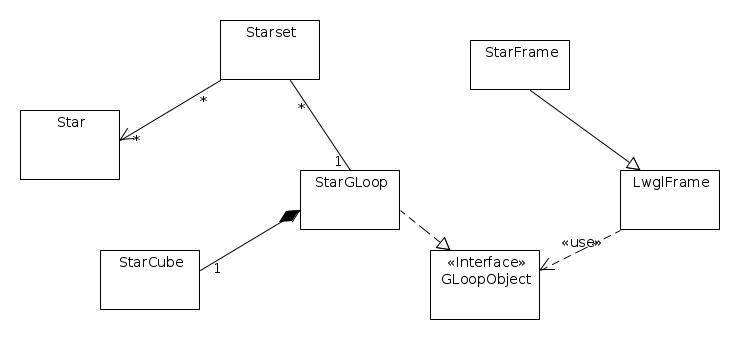 Starset
StarFrame
*
*
Star
*
1
StarGLoop
LwglFrame
«use»
StarCube
1
«Interface»
GLoopObject